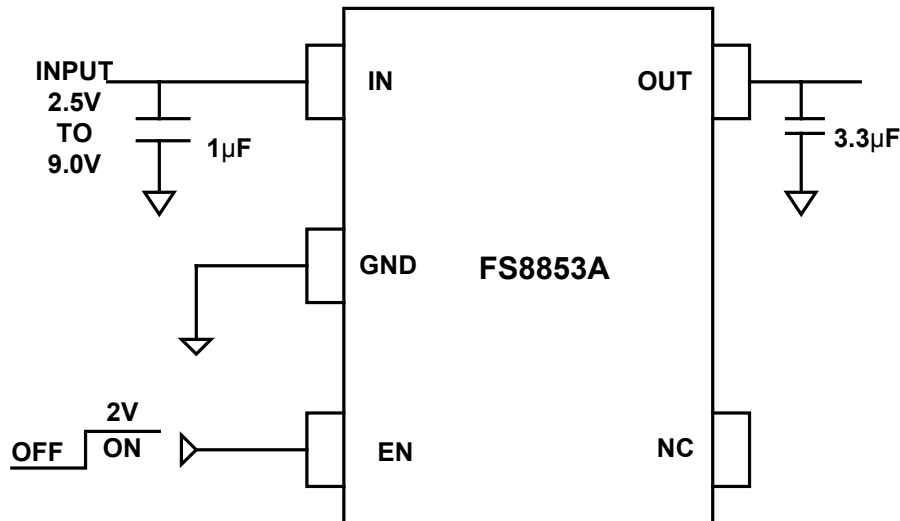 INPUT
2.5V
TO
9.0V
1µF
IN
OUT
3.3µF
GND
FS8853A
2V
OFF
ON
EN
NC